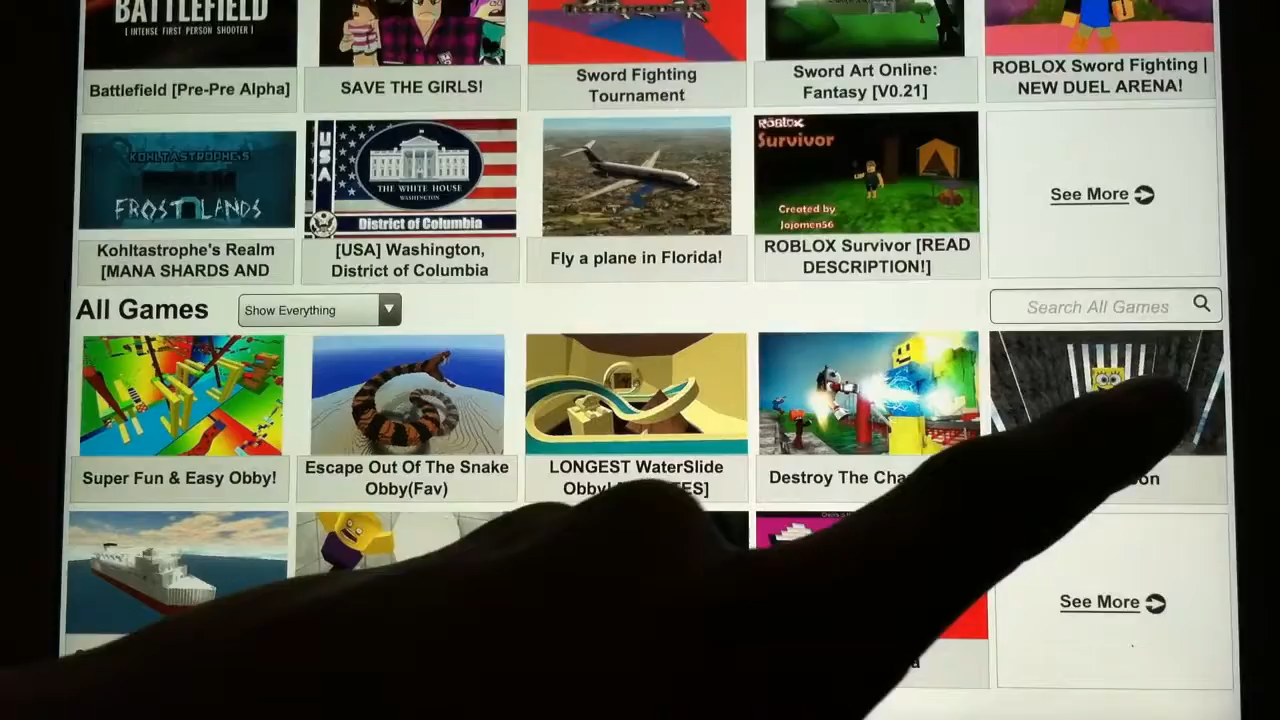 BATTLEFIELD
[ INTENSE FIRST PERSON SHOOTER ]
Battlefield [Pre-Pre Alpha]
SAVE THE GIRLS!
Tournament
Sword Fighting
Tournament
Sword Art Online:
Fantasy [V0.21]
ROBLOX Sword Fighting |
NEW DUEL ARENA!
KOHLTASTROPHE'S
FROSTLANDS
Kohltastrophe's Realm
[MANA SHARDS AND
USA
THE WHITE HOUSE
WASHINGTON
District of Columbia
[USA] Washington,
District of Columbia
Fly a plane in Florida!
ROBLOX
Survivor
Created by
Jojomen56
ROBLOX Survivor [READ
DESCRIPTION!]
See More
All Games
Show Everything
Search All Games
Super Fun & Easy Obby!
Escape Out Of The Snake
Obby(Fav)
LONGEST WaterSlide
Destroy The
See More